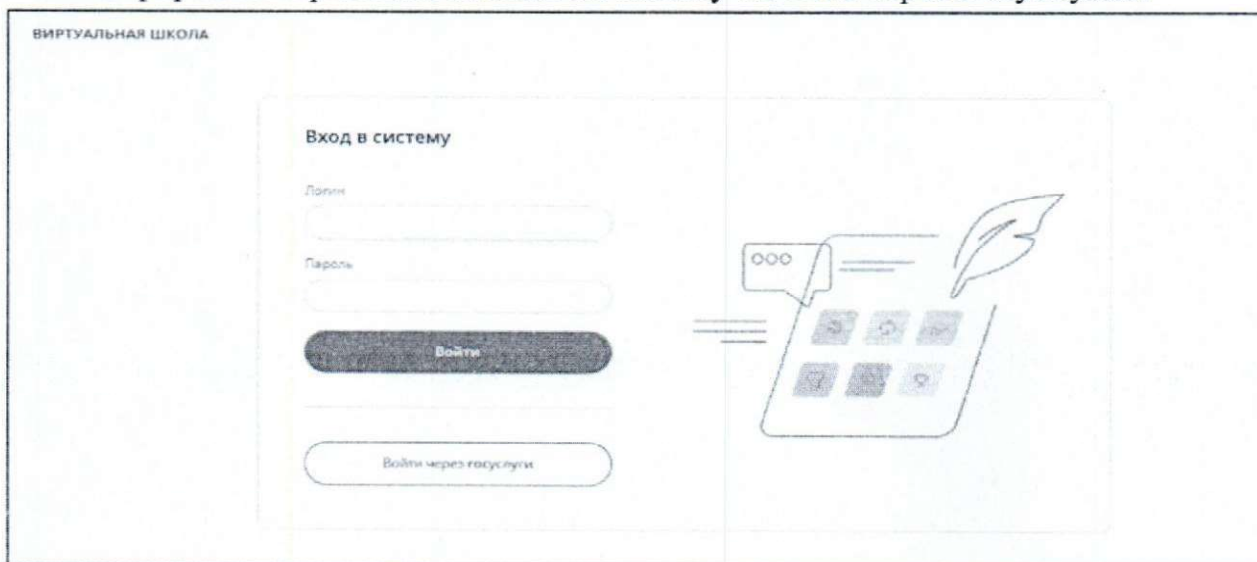 ВИРТУАЛЬНАЯ ШКОЛА
Вход в систему
Логин
Пароль
Войти
Войти через госуслуги